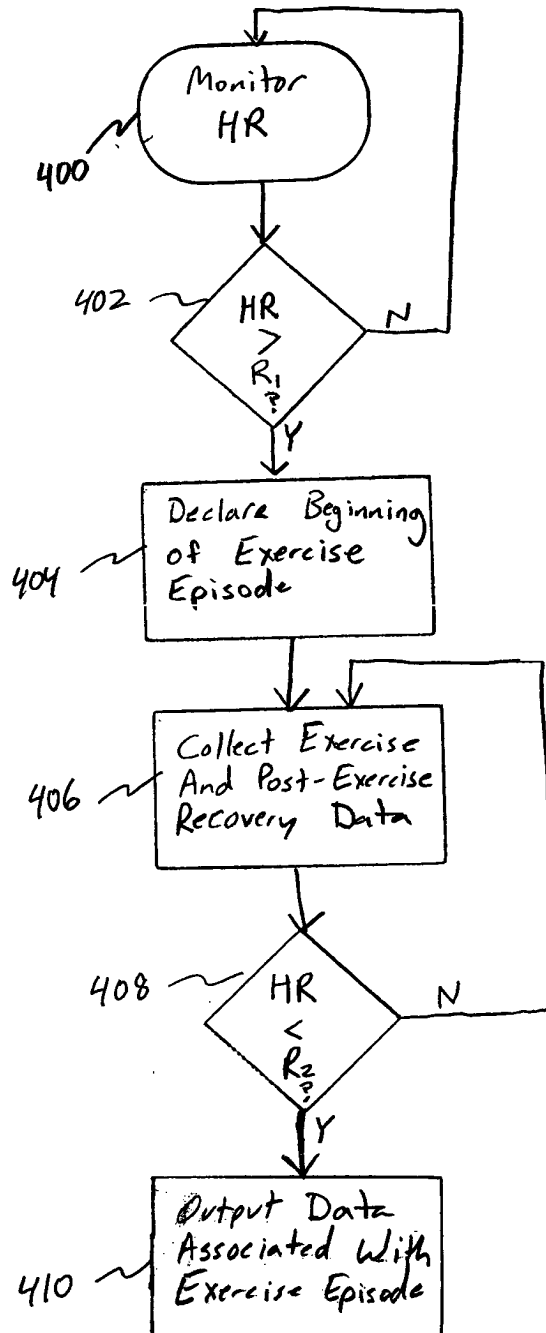 Monitor
HR
400
402
HR
>
R1
?
N
Y
Declare Beginning
of Exercise
Episode
404
Collect Exercise
And Post-Exercise
Recovery Data
406
408
HR
<
R2
?
N
Y
Output Data
Associated With
Exercise Episode
410